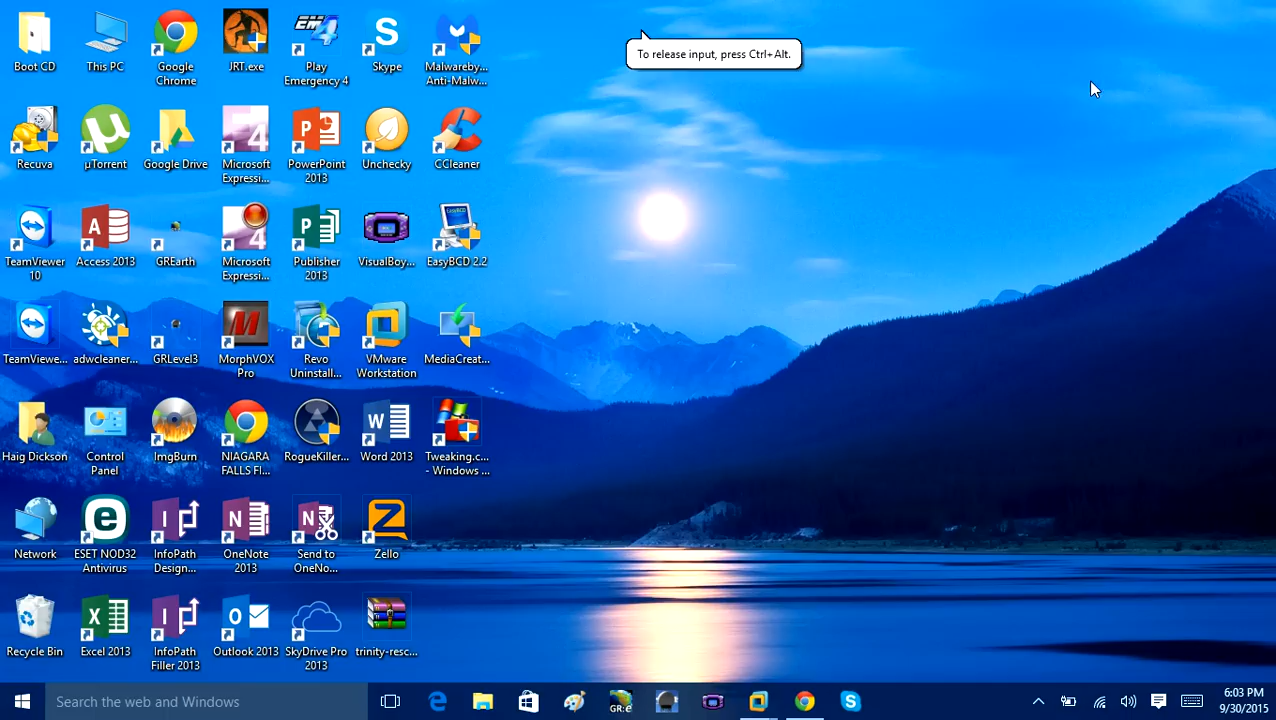 To release input, press Ctrl+Alt.
Boot CD
This PC
Google
Chrome
JRT.exe
Play
Emergency 4
Skype
Malwareby...
Anti-Malw...
Recuva
µTorrent
Google Drive
Microsoft
Expressi...
PowerPoint
2013
Unchecky
CCleaner
TeamViewer
10
Access 2013
GREarth
Microsoft
Expressi...
Publisher
2013
VisualBoy...
EasyBCD 2.2
TeamViewe...
adwcleaner...
GRLevel3
MorphVOX
Pro
Revo
Uninstall...
VMware
Workstation
MediaCreat...
Haig Dickson
Control
Panel
ImgBurn
NIAGARA
FALLS FI...
RogueKiller...
Word 2013
Tweaking.c...
- Windows ...
Network
ESET NOD32
Antivirus
InfoPath
Design...
OneNote
2013
Send to
OneNo...
Zello
Recycle Bin
Excel 2013
InfoPath
Filler 2013
Outlook 2013
SkyDrive Pro
2013
trinity-resc...
Search the web and Windows
GR:e
6:03 PM
9/30/2015